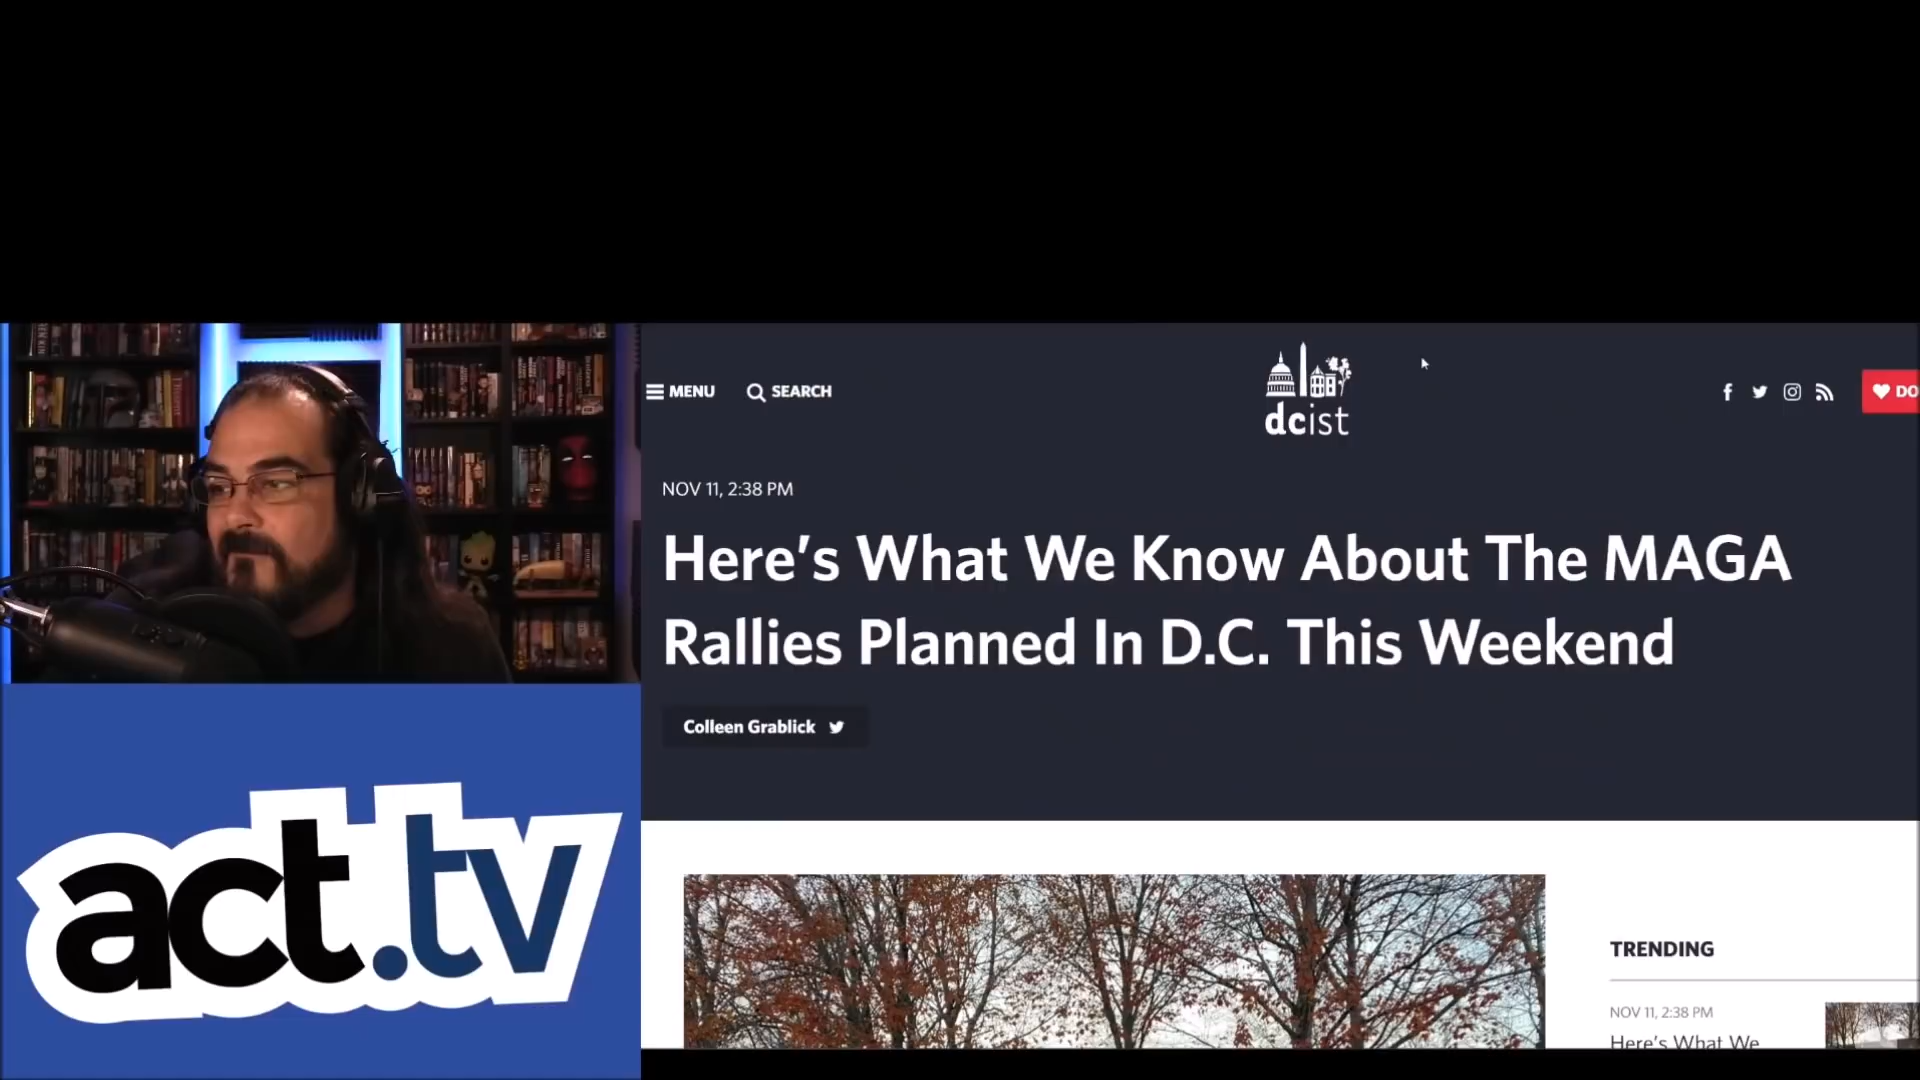 MENU
SEARCH
dcist
DO
NOV 11, 2:38 PM
Here's What We Know About The MAGA
Rallies Planned In D.C. This Weekend
Colleen Grablick
act.tv
TRENDING
NOV 11, 2:38 PM
Here's What We